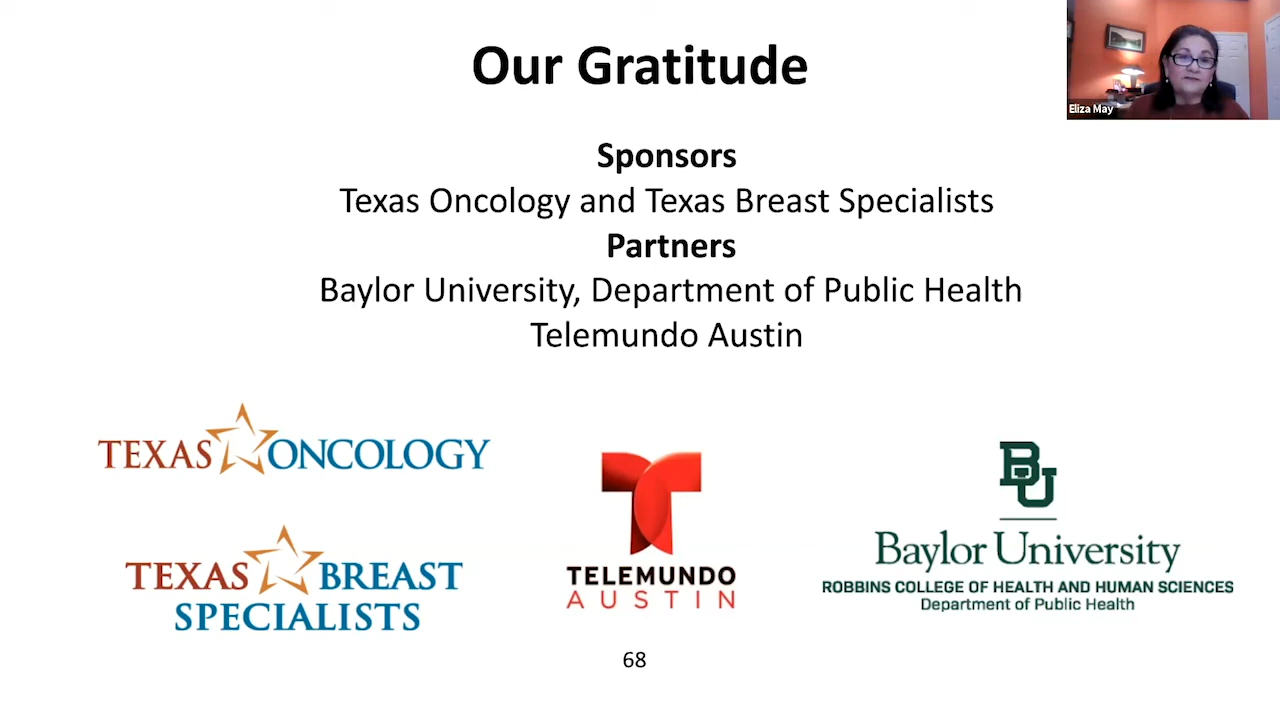 Our Gratitude
Eliza May
Sponsors
Texas Oncology and Texas Breast Specialists
Partners
Baylor University, Department of Public Health
Telemundo Austin
TEXAS ONCOLOGY
TEXAS BREAST
SPECIALISTS
TELEMUNDO
AUSTIN
BU
Baylor University
ROBBINS COLLEGE OF HEALTH AND HUMAN SCIENCES
Department of Public Health
68